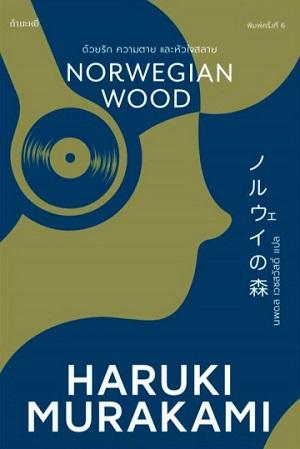 กำมะหยี่
พิมพ์ครั้งที่ 6
ด้วยรัก ความตาย และหัวใจสลาย
NORWEGIAN
WOOD
ノルウェイの森
นพดล เวชสวัสดิ์ แปล
HARUKI
MURAKAMI